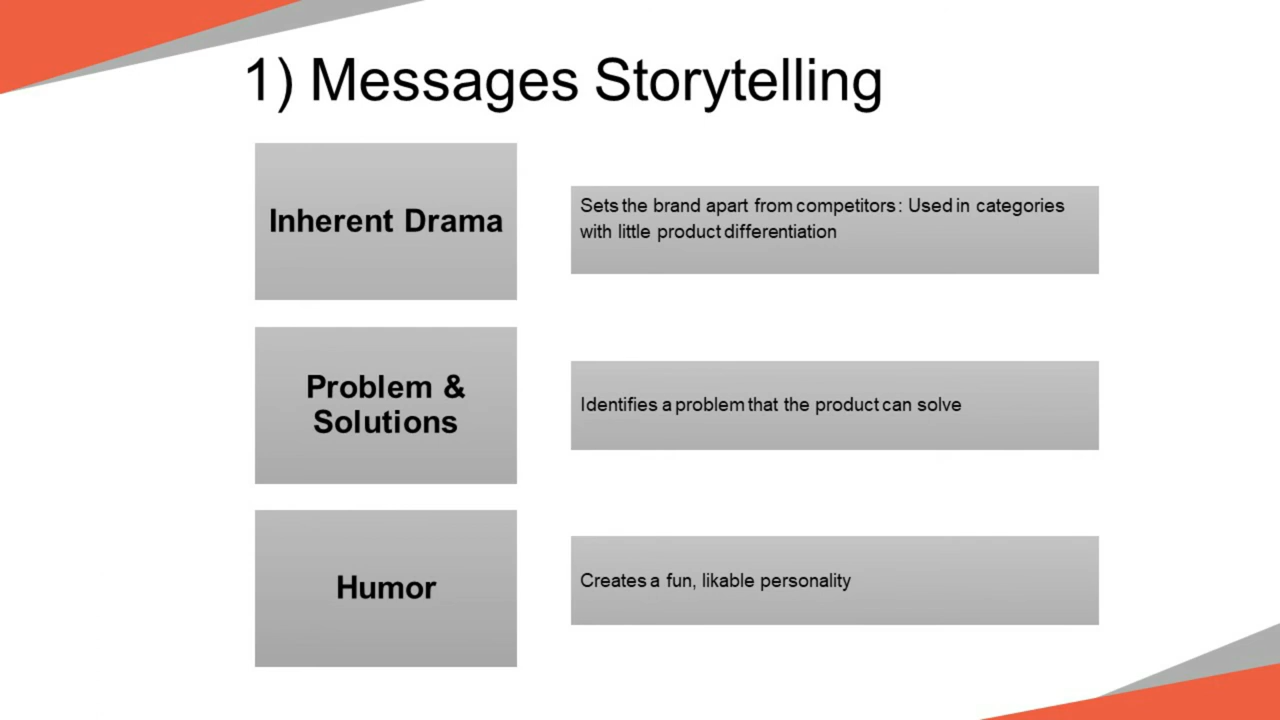 1) Messages Storytelling
Inherent Drama
Sets the brand apart from competitors: Used in categories
with little product differentiation
Problem &
Solutions
Identifies a problem that the product can solve
Humor
Creates a fun, likable personality